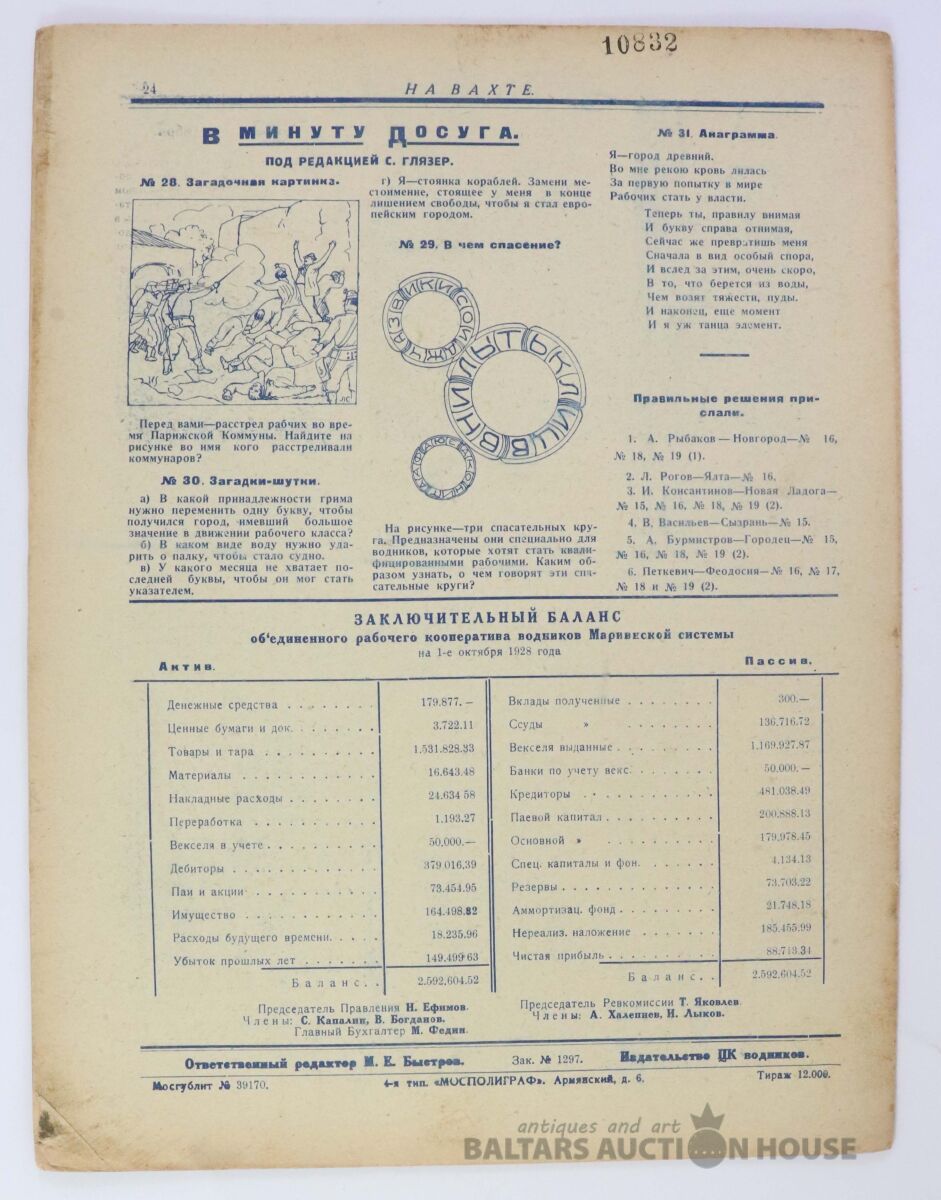 10832
24
НА ВАХТЕ.
В МИНУТУ ДОСУГА.
ПОД РЕДАКЦИЕЙ С. ГЛЯЗЕР.
№ 28. Загадочная картинка.
ЛС
Перед вами—расстрел рабчих во вре-
мя Парижской Коммуны. Найдите на
рисунке во имя кого расстреливали
коммунаров?
№ 30. Загадки-шутки.
а) В какой принадлежности грима
нужно переменить одну букву, чтобы
получился город, имевший большое
значение в движении рабочего класса?
б) В каком виде воду нужно уда-
рить о палку, чтобы стало судно.
в) У какого месяца не хватает по-
следней буквы, чтобы он мог стать
указателем.
г) Я—стоянка кораблей. Замени ме-
стоимение, стоящее у меня в конце
лишением свободы, чтобы я стал евро-
пейским городом.
№ 29. В чем спасение?
На рисунке—три спасательных кру-
га. Предназначены они специально для
водников, которые хотят стать квали-
фицированными рабочими. Каким об-
разом узнать, о чем говорят эти спа-
сательные круги?
№ 31. Анаграмма.
Я—город древний.
Во мне рекою кровь лилась
За первую попытку в мире
Рабочих стать у власти.
Теперь ты, правилу внимая
И букву справа отнимая,
Сейчас же превратишь меня
Сначала в вид особый спора,
И вслед за этим, очень скоро,
В то, что берется из воды,
Чем возят тяжести, пуды.
И наконец, еще момент
И я уж танца элемент.
Правильные решения при-
слали.
1. А. Рыбаков—Новгород—№ 16,
№ 18, № 19 (1).
2. Л. Рогов—Ялта—№ 16.
3. И. Консантинов—Новая Ладога—
№ 15, № 16, № 18, № 19 (2).
4. В. Васильев—Сызрань—№ 15.
5. А. Бурмистров—Городец—№ 15,
№ 16, № 18, № 19 (2).
6. Петкевич—Феодосия—№ 16, № 17,
№ 18 и № 19 (2).
ЗАКЛЮЧИТЕЛЬНЫЙ БАЛАНС
об'единенного рабочего кооператива водников Мариинской системы
на 1-е октября 1928 года
Актив.
Пассив.
Денежные средства . . . . . . . . 179.877.—
Ценные бумаги и док. . . . . . . . 3.722.11
Товары и тара . . . . . . . . . . 1.531.828.33
Материалы . . . . . . . . . . . 16.643.48
Накладные расходы . . . . . . . . 24.634 58
Переработка . . . . . . . . . . 1.193.27
Векселя в учете . . . . . . . . . 50.000.—
Дебиторы . . . . . . . . . . . 379.016.39
Паи и акции . . . . . . . . . . 73.454.95
Имущество . . . . . . . . . . . 164.498.82
Расходы будущего времени. . . . . 18.235.96
Убыток прошлых лет . . . . . . . 149.499 63
Баланс. . 2.592.604.52
Вклады полученные . . . . . . . . 300.—
Ссуды » . . . . . . . . 136.716.72
Векселя выданные . . . . . . . . . 1.169.927.87
Банки по учету векс. . . . . . . . 50.000.—
Кредиторы . . . . . . . . . . . 481.038.49
Паевой капитал . . . . . . . . . 200.888.13
Основной » . . . . . . . . . 179.978.45
Спец. капиталы и фон. . . . . . . 4.134.13
Резервы . . . . . . . . . . . . 73.703.22
Аммортизац. фонд . . . . . . . . 21.748.18
Нереализ. наложение . . . . . . . 185.455.99
Чистая прибыль . . . . . . . . . 88.713.34
Баланс. . 2.592.604.52
Председатель Правления Н. Ефимов.
Члены: С. Капалин, В. Богданов.
Главный Бухгалтер М. Федин.
Председатель Ревкомиссии Т. Яковлев.
Члены: А. Халепиев, И. Лыков.
Ответственный редактор М. Е. Быстров. Зак. № 1297. Издательство ЦК водников.
Мосгублит № 39170. 4-я тип. «МОСПОЛИГРАФ». Армянский, д. 6. Тираж 12.000.
antiques and art
BALTARS AUCTION HOUSE